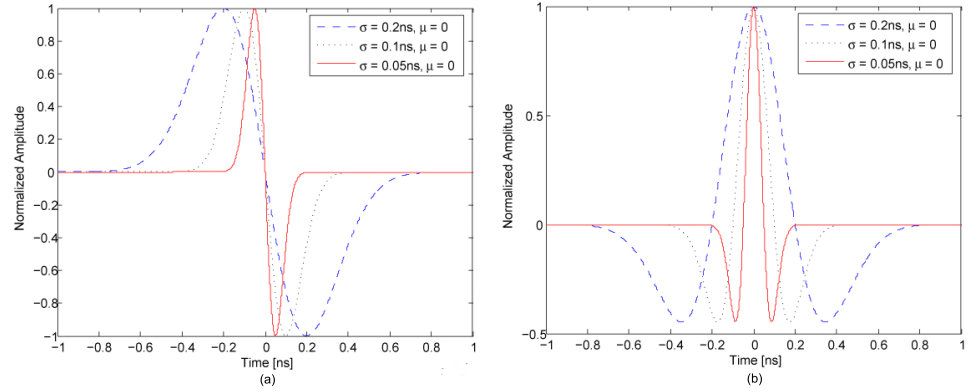 1
0.8
0.6
0.4
0.2
0
−0.2
−0.4
−0.6
−0.8
−1
Normalized Amplitude
σ = 0.2ns, μ = 0
σ = 0.1ns, μ = 0
σ = 0.05ns, μ = 0
−1 −0.8 −0.6 −0.4 −0.2 0 0.2 0.4 0.6 0.8 1
Time [ns]
(a)
1
0.5
0
−0.5
Normalized Amplitude
σ = 0.2ns, μ = 0
σ = 0.1ns, μ = 0
σ = 0.05ns, μ = 0
−1 −0.8 −0.6 −0.4 −0.2 0 0.2 0.4 0.6 0.8 1
Time [ns]
(b)